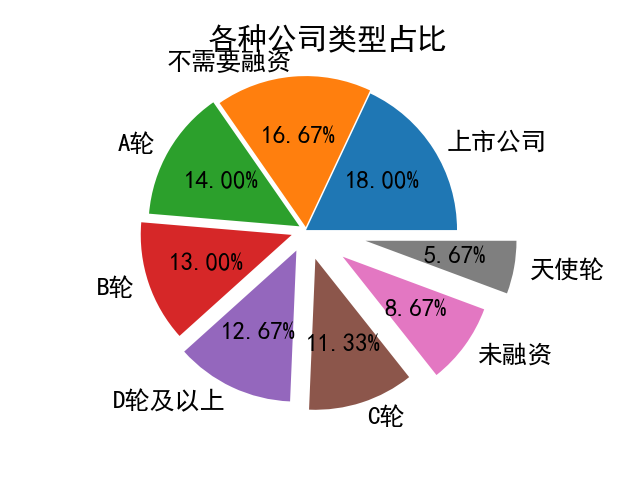 各种公司类型占比
不需要融资
16.67%
上市公司
18.00%
A轮
14.00%
B轮
13.00%
D轮及以上
12.67%
C轮
11.33%
未融资
8.67%
天使轮
5.67%